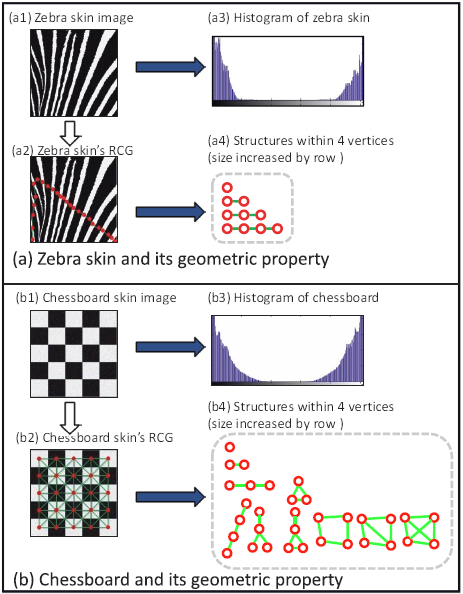 (a1) Zebra skin image
(a3) Histogram of zebra skin
(a2) Zebra skin's RCG
(a4) Structures within 4 vertices
(size increased by row )
(a) Zebra skin and its geometric property
(b1) Chessboard skin image
(b3) Histogram of chessboard
(b2) Chessboard skin's RCG
(b4) Structures within 4 vertices
(size increased by row )
(b) Chessboard and its geometric property